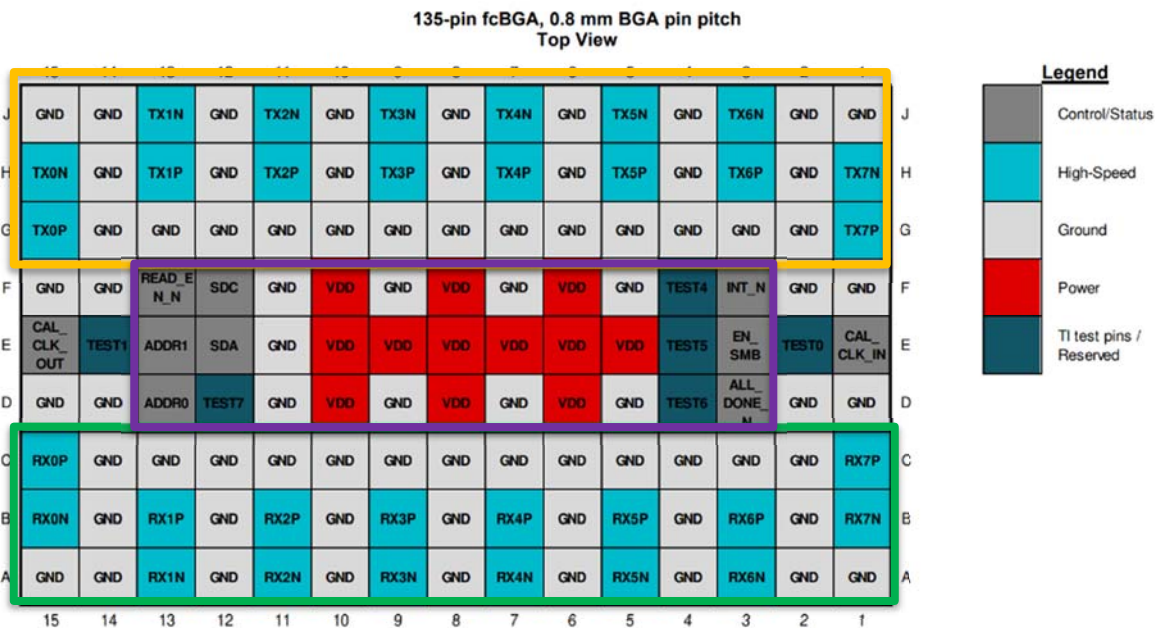 135-pin fcBGA, 0.8 mm BGA pin pitch
Top View
Legend
J GND GND TX1N GND TX2N GND TX3N GND TX4N GND TX5N GND TX6N GND GND J
H TX0N GND TX1P GND TX2P GND TX3P GND TX4P GND TX5P GND TX6P GND TX7N H
G TX0P GND GND GND GND GND GND GND GND GND GND GND GND GND TX7P G
F GND GND READ_E N_N SDC GND VDD GND VDD GND VDD GND TEST4 INT_N GND GND F
E CAL_ CLK_ OUT TEST1 ADDR1 SDA GND VDD VDD VDD VDD VDD VDD TEST5 EN_ SMB TEST0 CAL_ CLK_IN E
D GND GND ADDR0 TEST7 GND VDD GND VDD GND VDD GND TEST6 ALL_ DONE_ N GND GND D
C RX0P GND GND GND GND GND GND GND GND GND GND GND GND GND RX7P C
B RX0N GND RX1P GND RX2P GND RX3P GND RX4P GND RX5P GND RX6P GND RX7N B
A GND GND RX1N GND RX2N GND RX3N GND RX4N GND RX5N GND RX6N GND GND A
15 14 13 12 11 10 9 8 7 6 5 4 3 2 1
Control/Status
High-Speed
Ground
Power
TI test pins /
Reserved